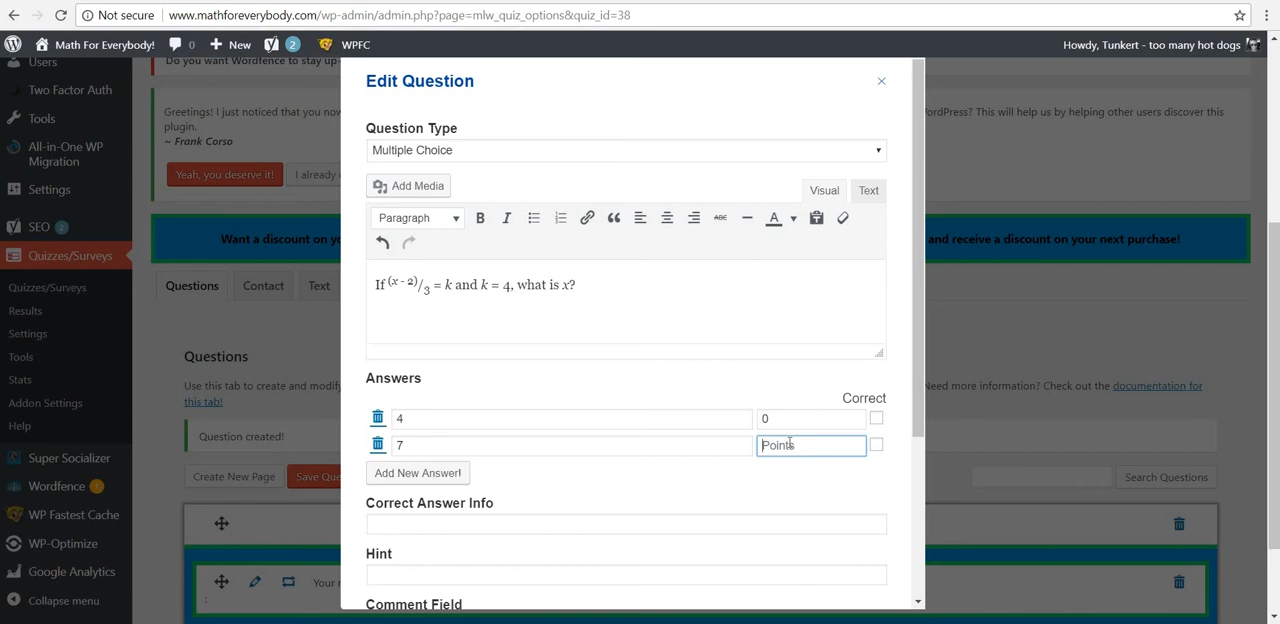 Not secure www.mathforeverybody.com/wp-admin/admin.php?page=mlw_quiz_options&quiz_id=38
Math For Everybody! 0 New 2 WPFC Howdy, Tunkert - too many hot dogs
Users
Two Factor Auth
Tools
All-in-One WP
Migration
Settings
SEO 2
Quizzes/Surveys
Quizzes/Surveys
Results
Settings
Tools
Stats
Addon Settings
Help
Super Socializer
Wordfence
WP Fastest Cache
WP-Optimize
Google Analytics
Collapse menu
Do you want Wordfence to stay up-
Greetings! I just noticed that you now
ordPress? This will help us by helping other users discover this
plugin.
~ Frank Corso
Yeah, you deserve it!
I already
Want a discount on yo
and receive a discount on your next purchase!
Questions Contact Text
Questions
Use this tab to create and modify
Need more information? Check out the documentation for
this tab!
Question created!
Create New Page Save Que
Search Questions
Your
:
Edit Question ×
Question Type
Multiple Choice
Add Media Visual Text
Paragraph B I ABC A
If (x - 2)/3 = k and k = 4, what is x?
Answers
Correct
4 0
7 Points
Add New Answer!
Correct Answer Info
Hint
Comment Field